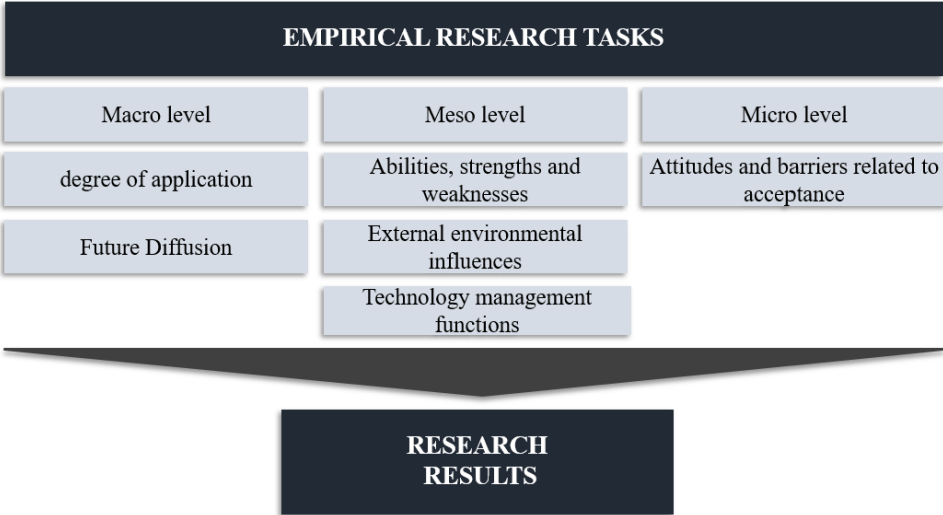 EMPIRICAL RESEARCH TASKS
Macro level
Meso level
Micro level
degree of application
Abilities, strengths and
weaknesses
Attitudes and barriers related to
acceptance
Future Diffusion
External environmental
influences
Technology management
functions
RESEARCH
RESULTS